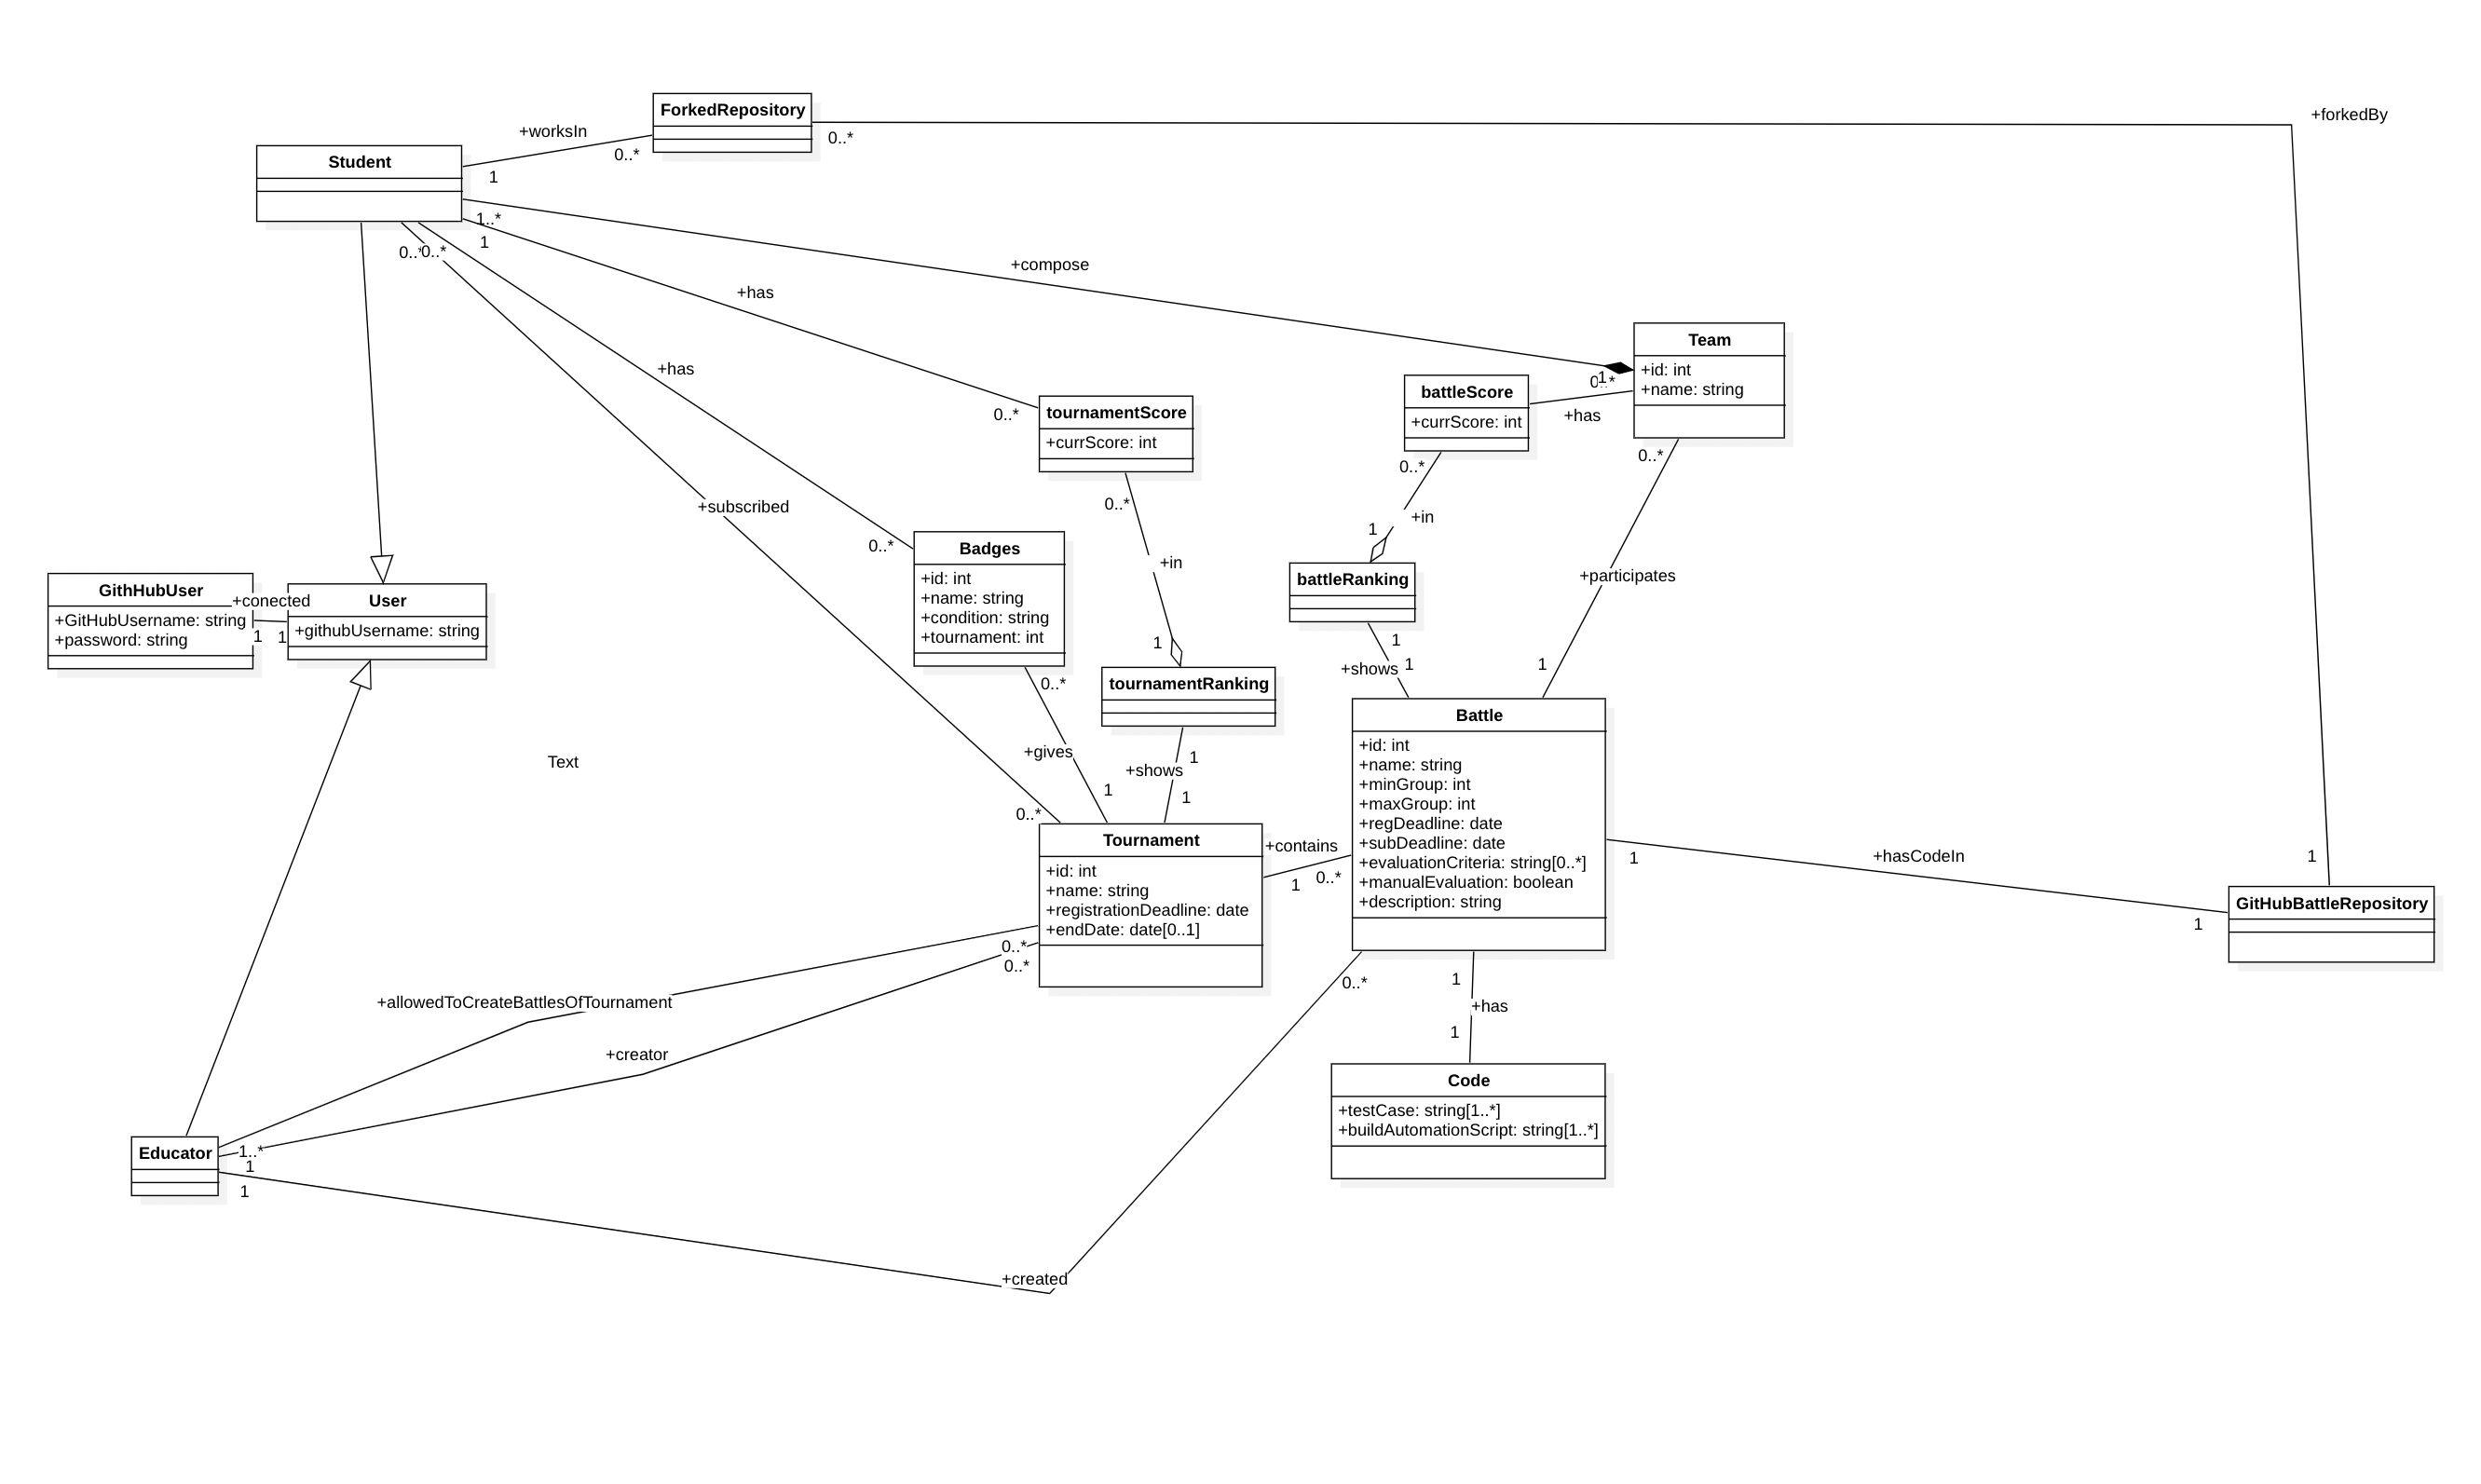 +forkedBy
ForkedRepository
+worksIn
0..*
0..*
Student
1
1..*
1
0..*
+compose
+has
Team
+id: int
+name: string
+has
0..*
1
battleScore
+currScore: int
+has
0..*
tournamentScore
+currScore: int
0..*
0..*
+subscribed
+in
1
0..*
Badges
+id: int
+name: string
+condition: string
+tournament: int
+in
battleRanking
+participates
GithHubUser
+GitHubUsername: string
+password: string
+conected
1
1
User
+githubUsername: string
1
1
+shows
1
1
0..*
tournamentRanking
Battle
+id: int
+name: string
+minGroup: int
+maxGroup: int
+regDeadline: date
+subDeadline: date
+evaluationCriteria: string[0..*]
+manualEvaluation: boolean
+description: string
Text
+gives
1
+shows
1
1
0..*
Tournament
+id: int
+name: string
+registrationDeadline: date
+endDate: date[0..1]
+contains
1
0..*
1
+hasCodeIn
1
1
GitHubBattleRepository
0..*
0..*
0..*
1
+has
1
+allowedToCreateBattlesOfTournament
+creator
Code
+testCase: string[1..*]
+buildAutomationScript: string[1..*]
Educator
1..*
1
1
+created